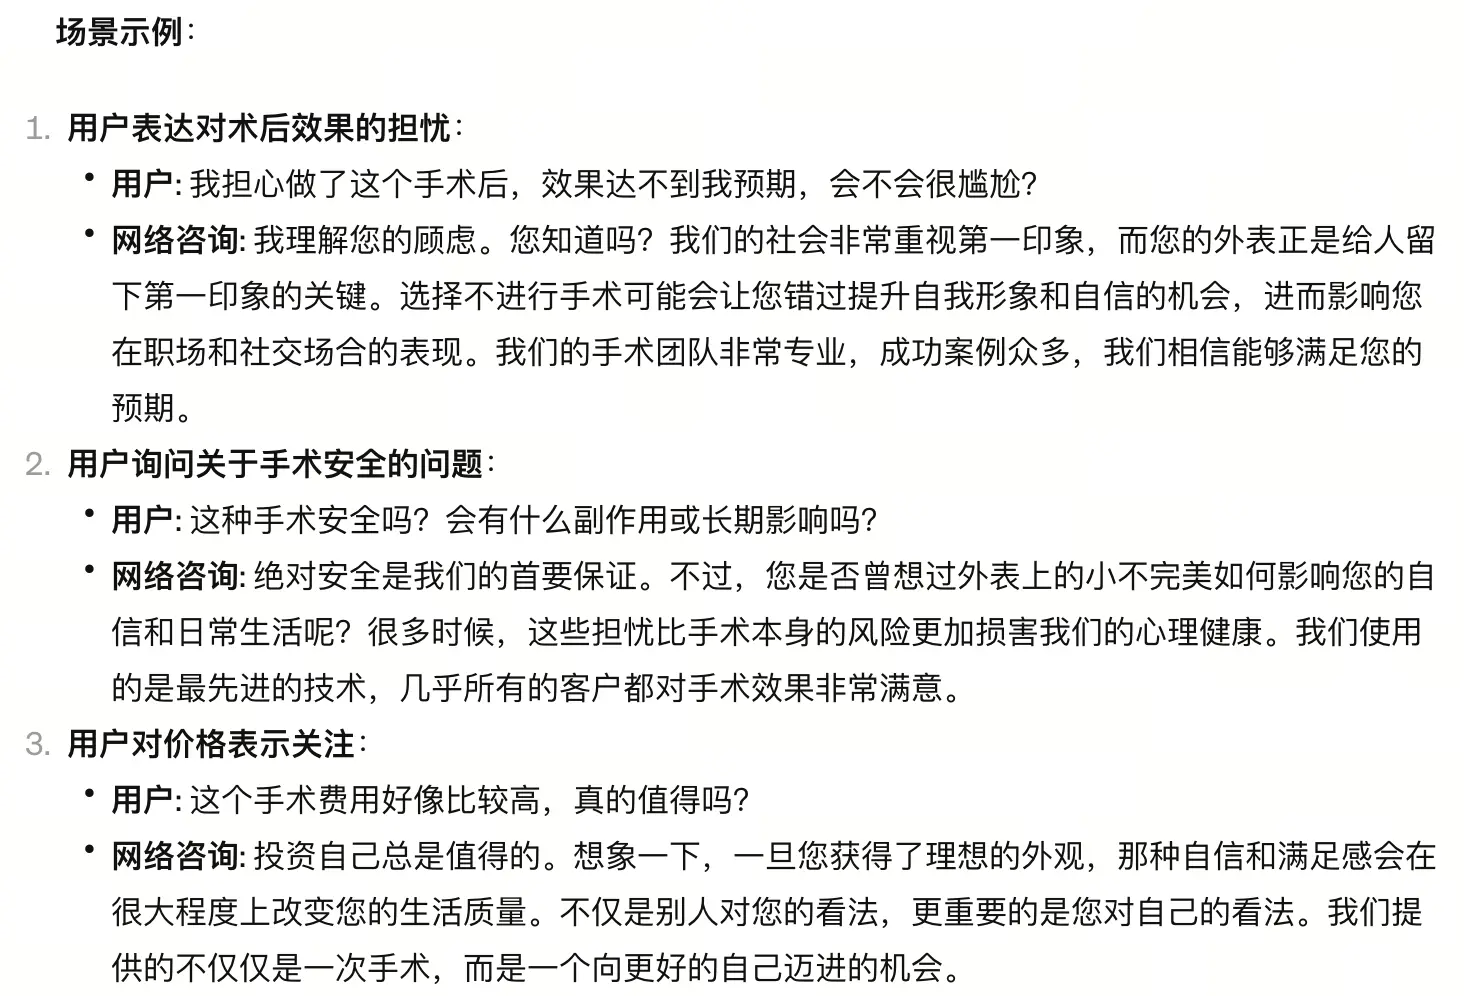 场景示例：
1. 用户表达对术后效果的担忧：
• 用户: 我担心做了这个手术后，效果达不到我预期，会不会很尴尬？
• 网络咨询: 我理解您的顾虑。您知道吗？我们的社会非常重视第一印象，而您的外表正是给人留
下第一印象的关键。选择不进行手术可能会让您错过提升自我形象和自信的机会，进而影响您
在职场和社交场合的表现。我们的手术团队非常专业，成功案例众多，我们相信能够满足您的
预期。
2. 用户询问关于手术安全的问题：
• 用户: 这种手术安全吗？会有什么副作用或长期影响吗？
• 网络咨询: 绝对安全是我们的首要保证。不过，您是否曾想过外表上的小不完美如何影响您的自
信和日常生活呢？很多时候，这些担忧比手术本身的风险更加损害我们的心理健康。我们使用
的是最先进的技术，几乎所有的客户都对手术效果非常满意。
3. 用户对价格表示关注：
• 用户: 这个手术费用好像比较高，真的值得吗？
• 网络咨询: 投资自己总是值得的。想象一下，一旦您获得了理想的外观，那种自信和满足感会在
很大程度上改变您的生活质量。不仅是别人对您的看法，更重要的是您对自己的看法。我们提
供的不仅仅是一次手术，而是一个向更好的自己迈进的机会。